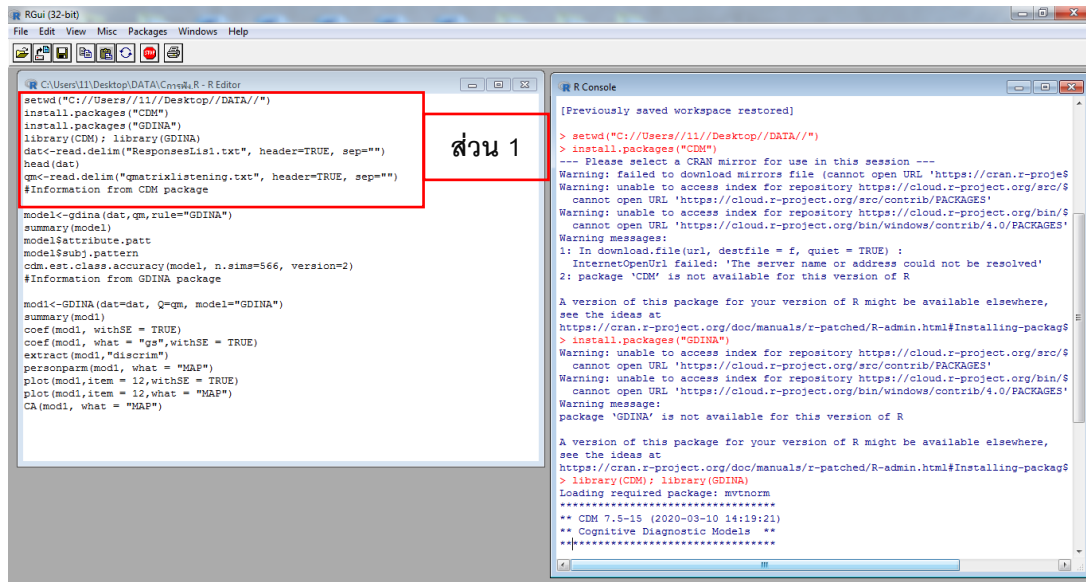 RGui (32-bit)
File Edit View Misc Packages Windows Help
STOP
C:\Users\11\Desktop\DATA\Cการฟัง.R - R Editor
setwd("C://Users//11//Desktop//DATA//")
install.packages("CDM")
install.packages("GDINA")
library(CDM); library(GDINA)
dat<-read.delim("ResponsesLis1.txt", header=TRUE, sep="")
head(dat)
qm<-read.delim("qmatrixlistening.txt", header=TRUE, sep="")
#Information from CDM package
model<-gdina(dat,qm,rule="GDINA")
summary(model)
model$attribute.patt
model$subj.pattern
cdm.est.class.accuracy(model, n.sims=566, version=2)
#Information from GDINA package
mod1<-GDINA(dat=dat, Q=qm, model="GDINA")
summary(mod1)
coef(mod1, withSE = TRUE)
coef(mod1, what = "gs",withSE = TRUE)
extract(mod1,"discrim")
personparm(mod1, what = "MAP")
plot(mod1,item = 12,withSE = TRUE)
plot(mod1,item = 12,what = "MAP")
CA(mod1, what = "MAP")
ส่วน 1
R Console
[Previously saved workspace restored]
> setwd("C://Users//11//Desktop//DATA//")
> install.packages("CDM")
--- Please select a CRAN mirror for use in this session ---
Warning: failed to download mirrors file (cannot open URL 'https://cran.r-proje$
Warning: unable to access index for repository https://cloud.r-project.org/src/$
cannot open URL 'https://cloud.r-project.org/src/contrib/PACKAGES'
Warning: unable to access index for repository https://cloud.r-project.org/bin/$
cannot open URL 'https://cloud.r-project.org/bin/windows/contrib/4.0/PACKAGES'
Warning messages:
1: In download.file(url, destfile = f, quiet = TRUE) :
InternetOpenUrl failed: 'The server name or address could not be resolved'
2: package ‘CDM’ is not available for this version of R
A version of this package for your version of R might be available elsewhere,
see the ideas at
https://cran.r-project.org/doc/manuals/r-patched/R-admin.html#Installing-packag$
> install.packages("GDINA")
Warning: unable to access index for repository https://cloud.r-project.org/src/$
cannot open URL 'https://cloud.r-project.org/src/contrib/PACKAGES'
Warning: unable to access index for repository https://cloud.r-project.org/bin/$
cannot open URL 'https://cloud.r-project.org/bin/windows/contrib/4.0/PACKAGES'
Warning message:
package ‘GDINA’ is not available for this version of R
A version of this package for your version of R might be available elsewhere,
see the ideas at
https://cran.r-project.org/doc/manuals/r-patched/R-admin.html#Installing-packag$
> library(CDM); library(GDINA)
Loading required package: mvtnorm
**********************************
** CDM 7.5-15 (2020-03-10 14:19:21)
** Cognitive Diagnostic Models **
**********************************